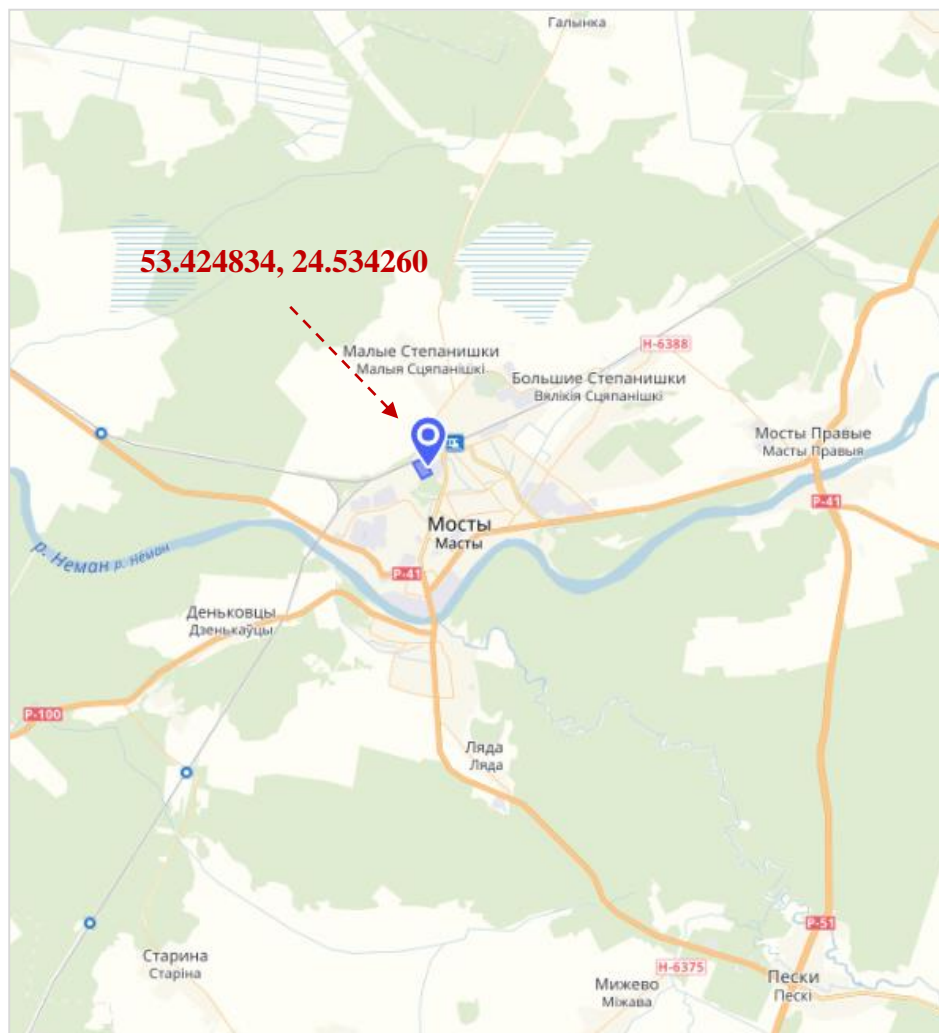 Галынка
53.424834, 24.534260
Малые Степанишки
Малыя Сцяпанішкі
Н-6388
Большие Степанишки
Вялікія Сцяпанішкі
Мосты Правые
Масты Правыя
Р-41
Мосты
Масты
р. Неман р. Нёман
Р-41
Деньковцы
Дзенькаўцы
Р-100
Ляда
Ляда
Р-51
Старина
Старіна
Н-6375
Мижево
Міжава
Пески
Пескі